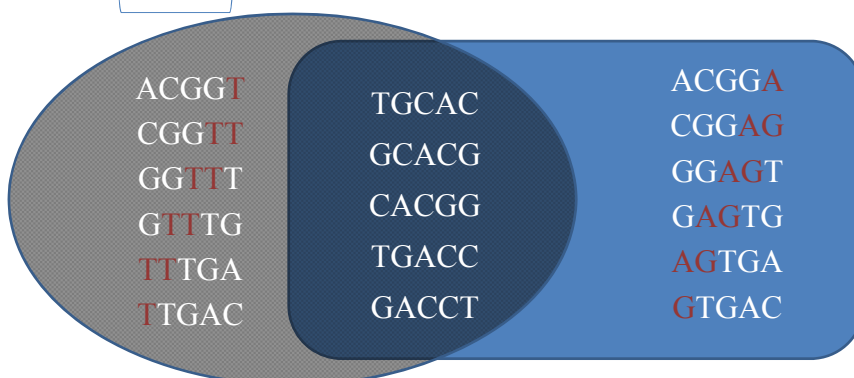 ACGGT
CGGTT
GGTTT
GTTTG
TTTGA
TTGAC
TGCAC
GCACG
CACGG
TGACC
GACCT
ACGGA
CGGAG
GGAGT
GAGTG
AGTGA
GTGAC